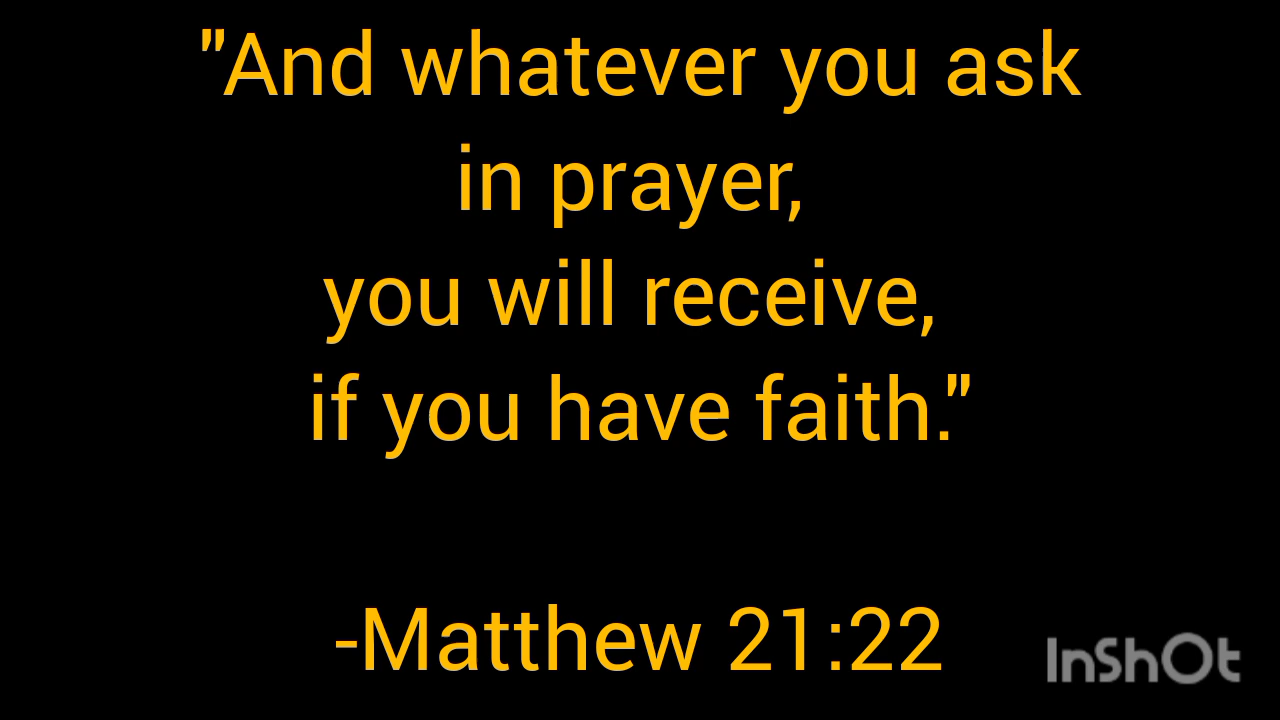 "And whatever you ask
in prayer,
you will receive,
if you have faith."
-Matthew 21:22
InShOt